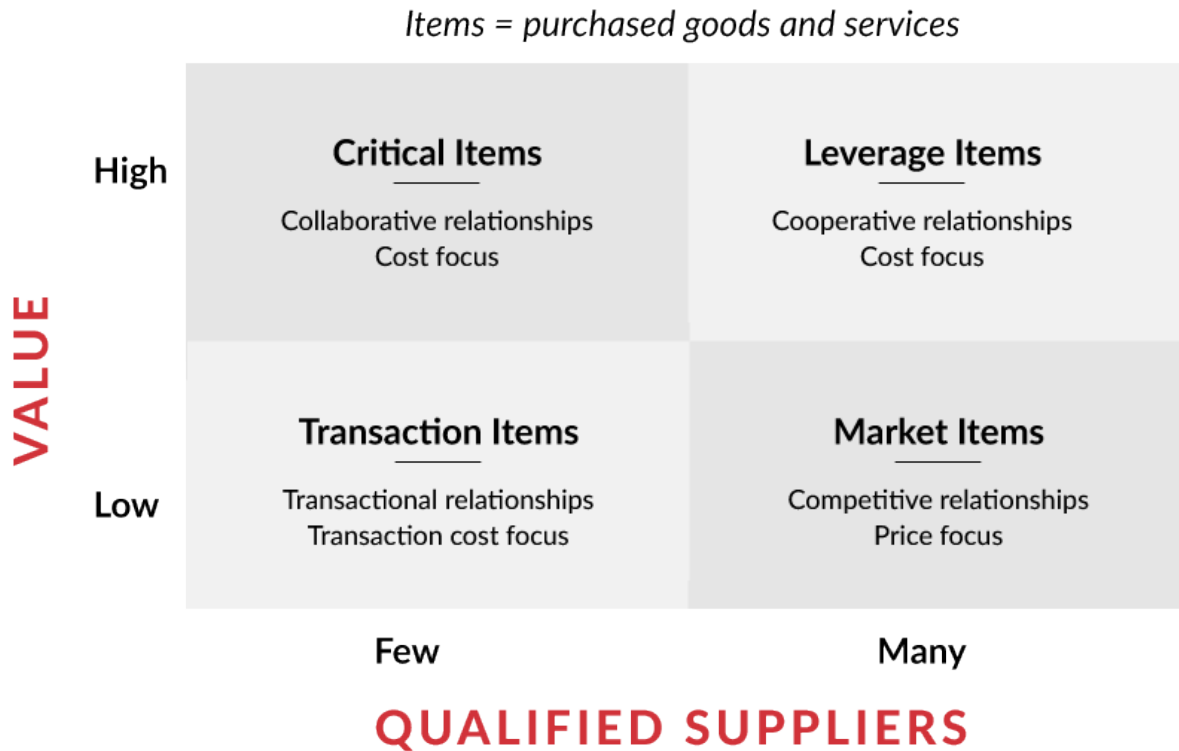 Items = purchased goods and services
High
Critical Items
Collaborative relationships
Cost focus
Leverage Items
Cooperative relationships
Cost focus
VALUE
Low
Transaction Items
Transactional relationships
Transaction cost focus
Market Items
Competitive relationships
Price focus
Few
Many
QUALIFIED SUPPLIERS